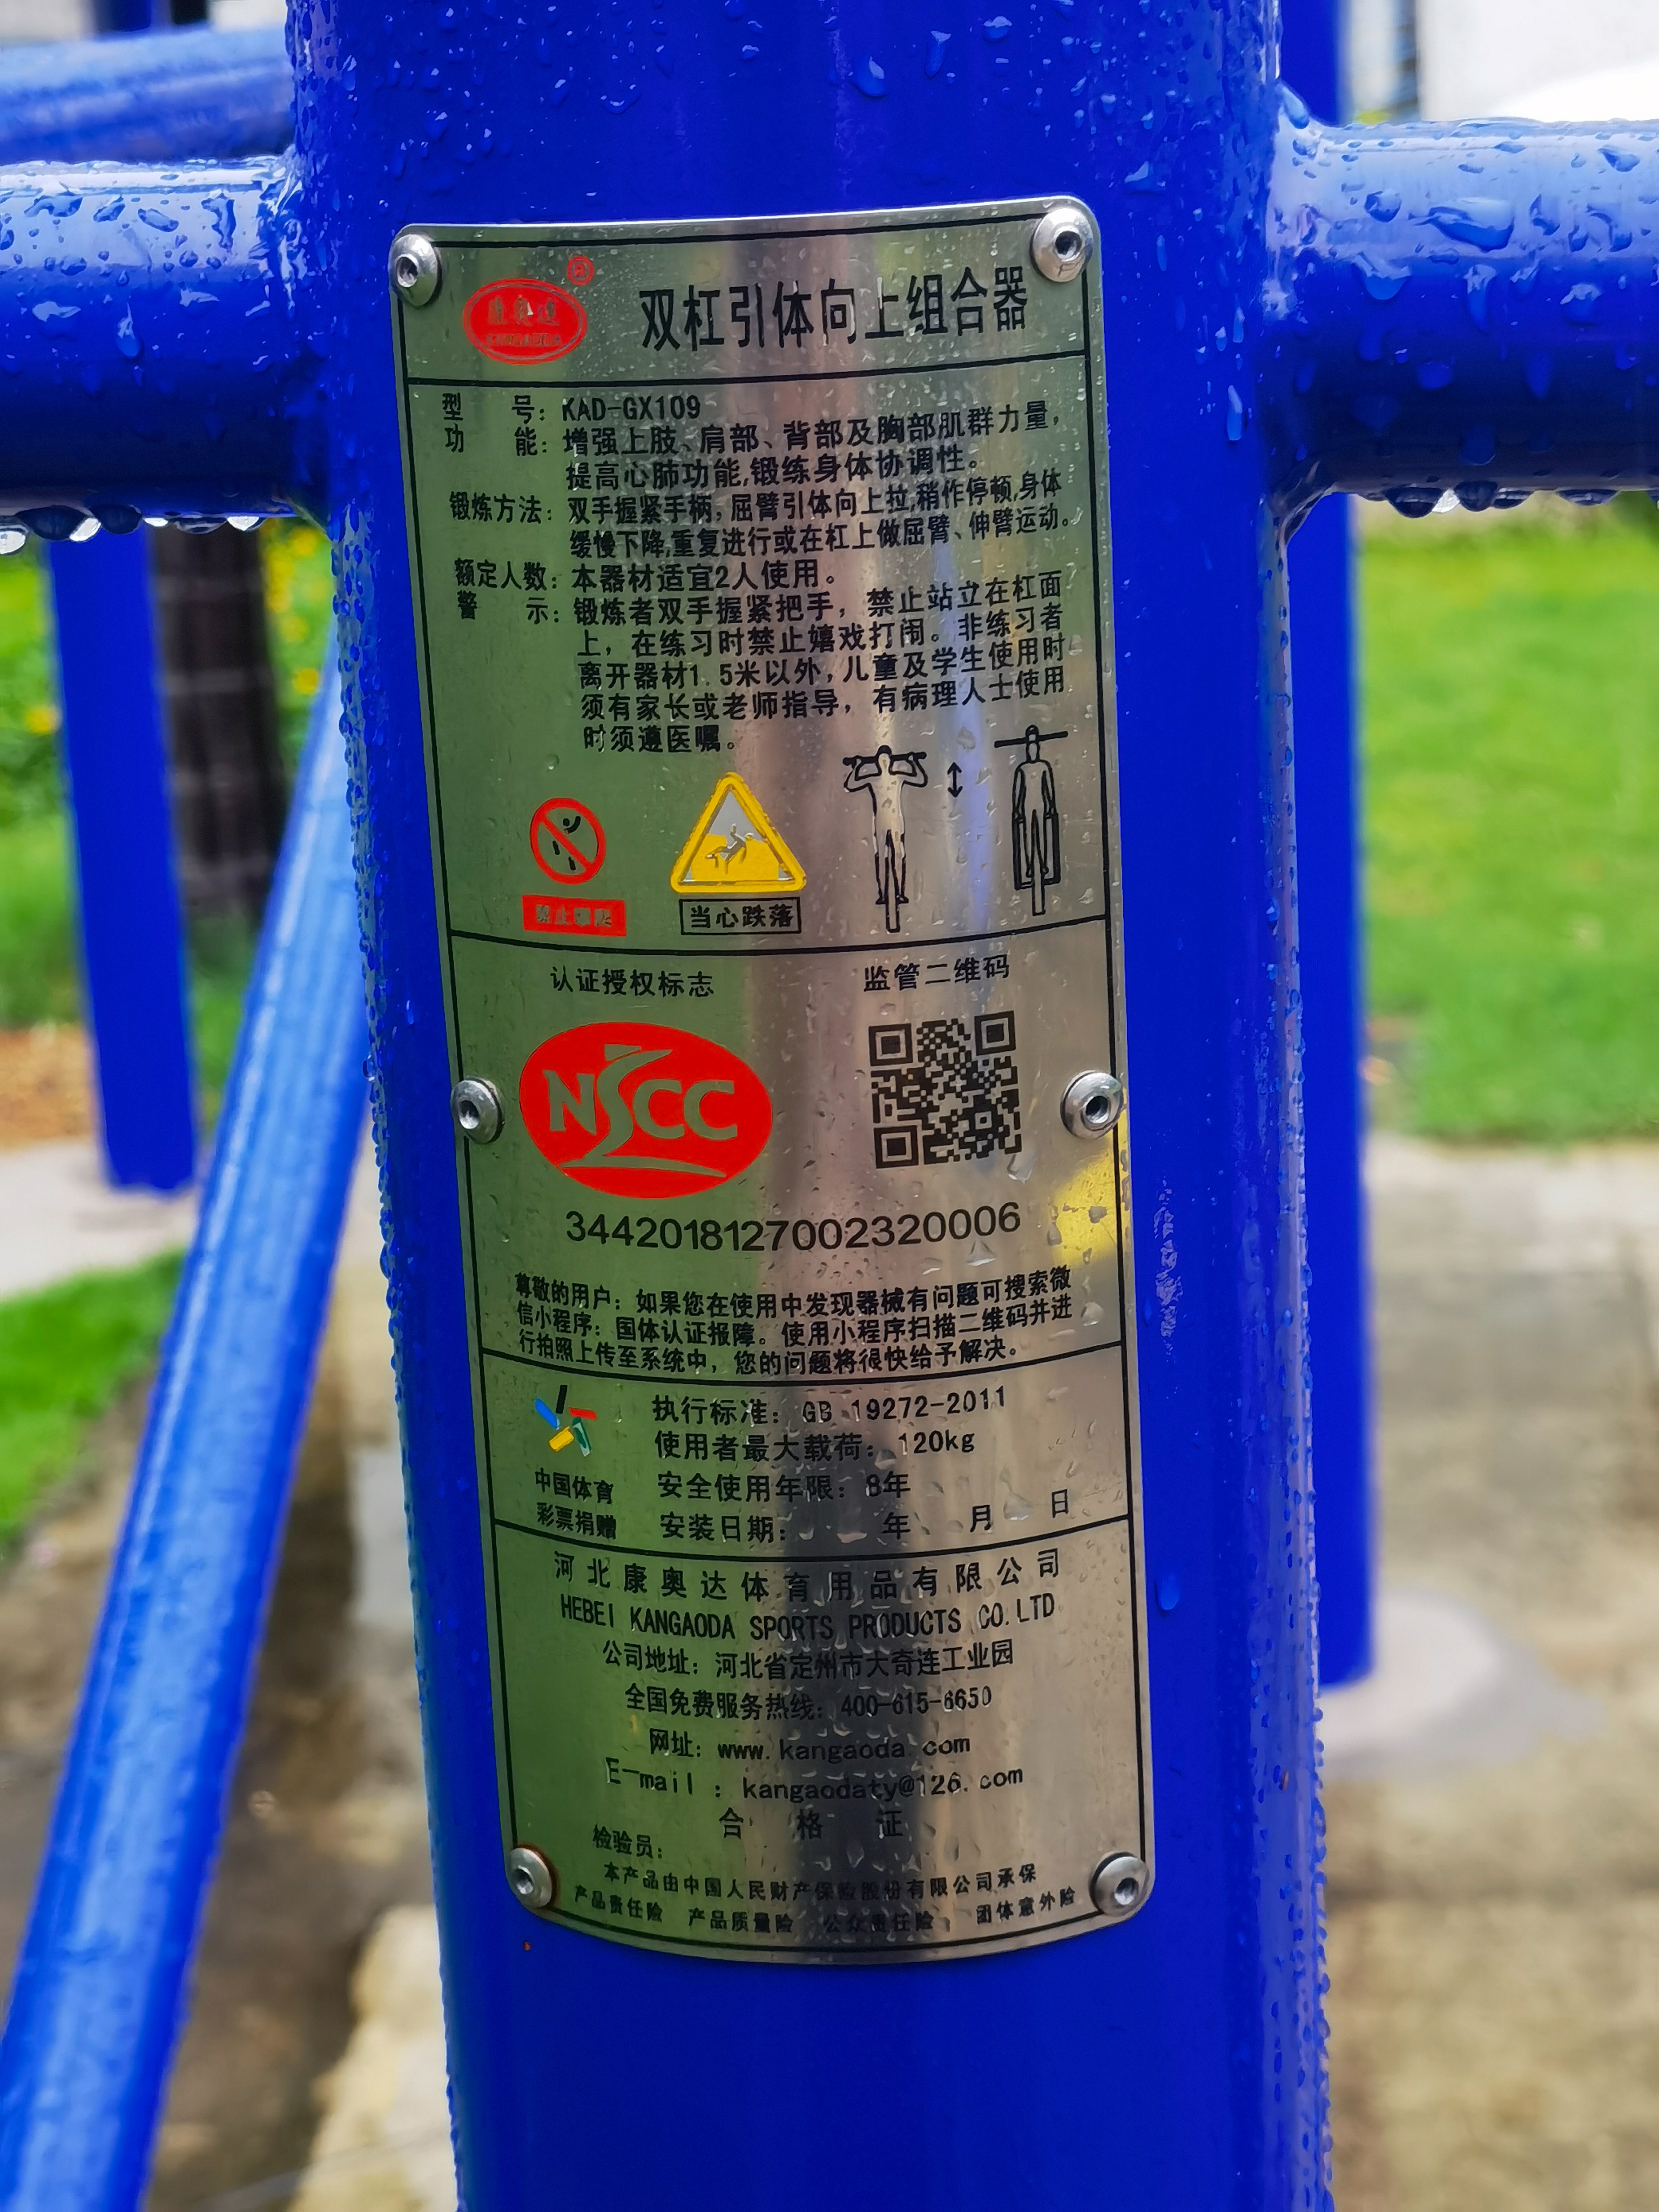 康奥达 ®
双杠引体向上组合器
型 号：KAD-GX109
功 能：增强上肢、肩部、背部及胸部肌群力量，
提高心肺功能,锻练身体协调性。
锻炼方法：双手握紧手柄，屈臂引体向上拉,稍作停顿,身体
缓慢下降,重复进行或在杠上做屈臂、伸臂运动。
额定人数：本器材适宜2人使用。
警 示：锻炼者双手握紧把手，禁止站立在杠面
上，在练习时禁止嬉戏打闹。非练习者
离开器材1.5米以外,儿童及学生使用时
须有家长或老师指导，有病理人士使用
时须遵医嘱。
禁止攀爬
当心跌落
认证授权标志 监管二维码
NSCC
3442018127002320006
尊敬的用户：如果您在使用中发现器械有问题可搜索微
信小程序：国体认证报障。使用小程序扫描二维码并进
行拍照上传至系统中，您的问题将很快给予解决。
中国体育
彩票捐赠
执行标准：GB 19272-2011
使用者最大载荷：120kg
安全使用年限：8年
安装日期： 年 月 日
河北康奥达体育用品有限公司
HEBEI KANGAODA SPORTS PRODUCTS CO.LTD
公司地址：河北省定州市大奇连工业园
全国免费服务热线：400-615-6650
网址：www.kangaoda.com
E-mail：kangaodaty@126.com
合 格 证
检验员：
本产品由中国人民财产保险股份有限公司承保
产品责任险 产品质量险 公众责任险 团体意外险